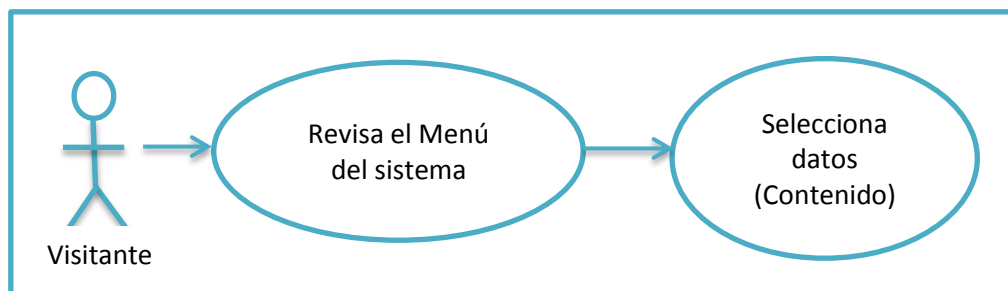 Revisa el Menú
del sistema
Selecciona
datos
(Contenido)
Visitante